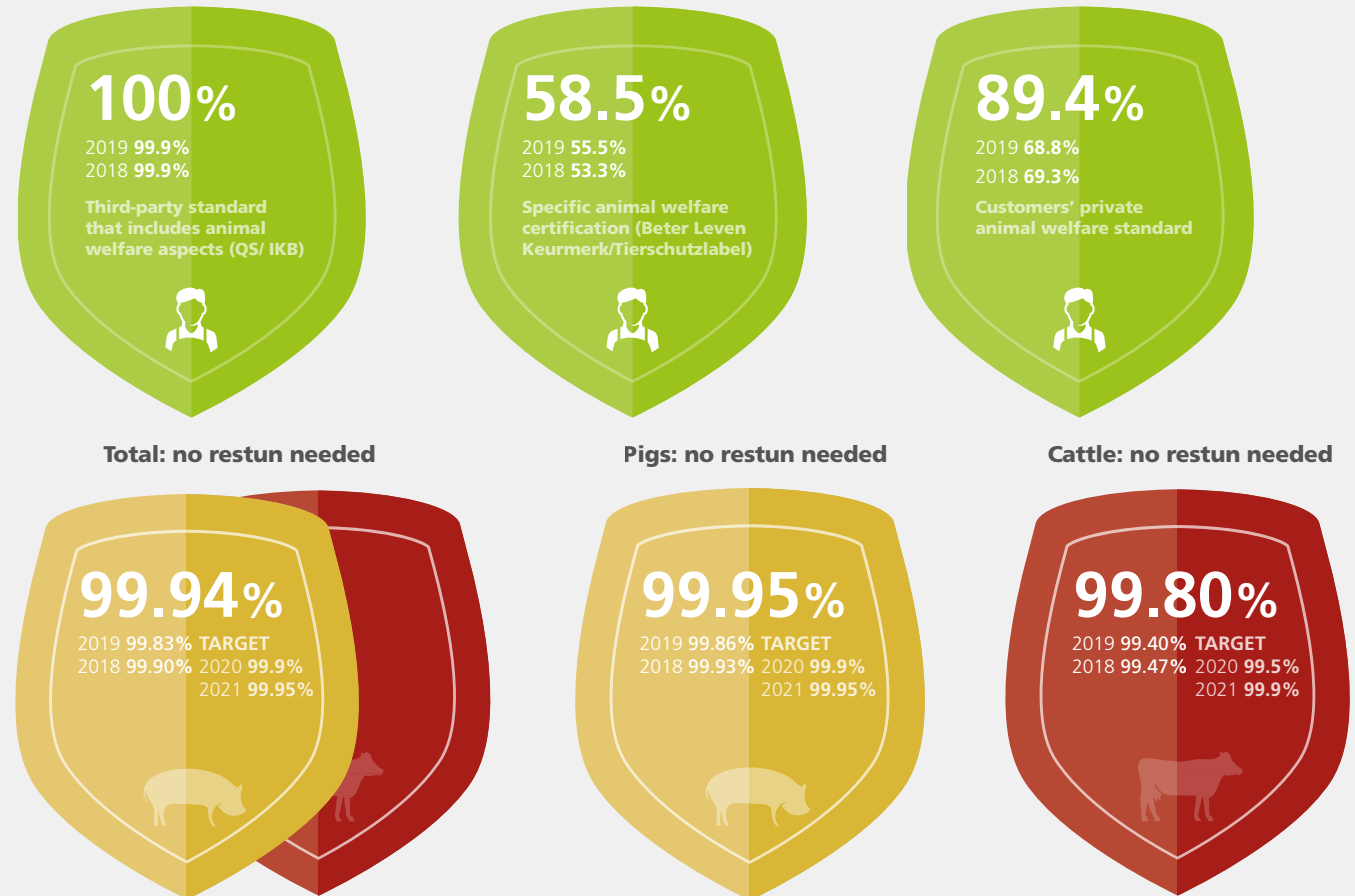 100%
2019 99.9%
2018 99.9%
Third-party standard
that includes animal
welfare aspects (QS/ IKB)
58.5%
2019 55.5%
2018 53.3%
Specific animal welfare
certification (Beter Leven
Keurmerk/Tierschutzlabel)
89.4%
2019 68.8%
2018 69.3%
Customers’ private
animal welfare standard
Total: no restun needed
99.94%
2019 99.83% TARGET
2018 99.90% 2020 99.9%
2021 99.95%
Pigs: no restun needed
99.95%
2019 99.86% TARGET
2018 99.93% 2020 99.9%
2021 99.95%
Cattle: no restun needed
99.80%
2019 99.40% TARGET
2018 99.47% 2020 99.5%
2021 99.9%